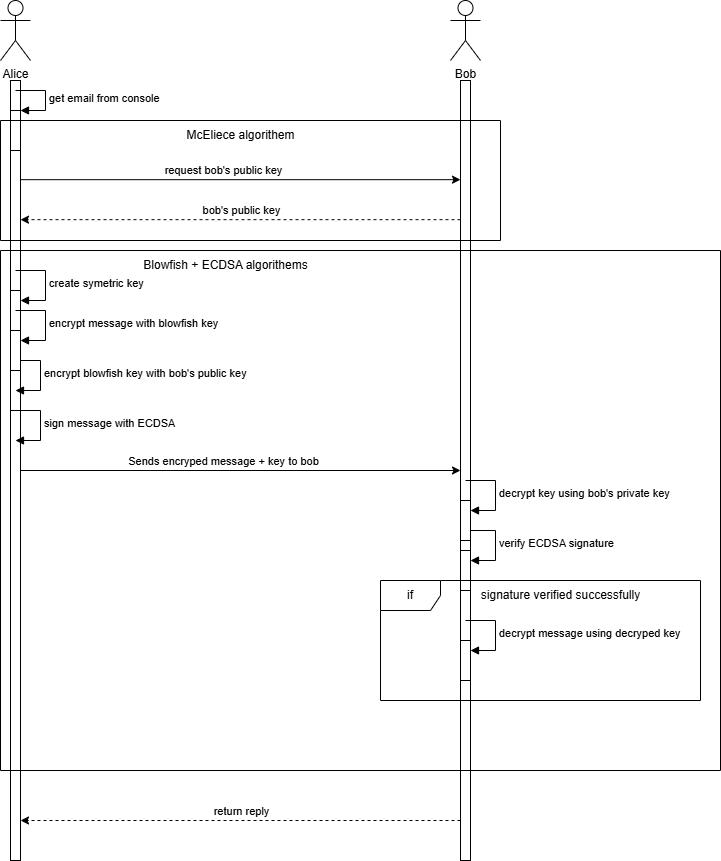 Alice
Bob
get email from console
McEliece algorithem
request bob's public key
bob's public key
Blowfish + ECDSA algorithems
create symetric key
encrypt message with blowfish key
encrypt blowfish key with bob's public key
sign message with ECDSA
Sends encryped message + key to bob
decrypt key using bob's private key
verify ECDSA signature
if
signature verified successfully
decrypt message using decryped key
return reply